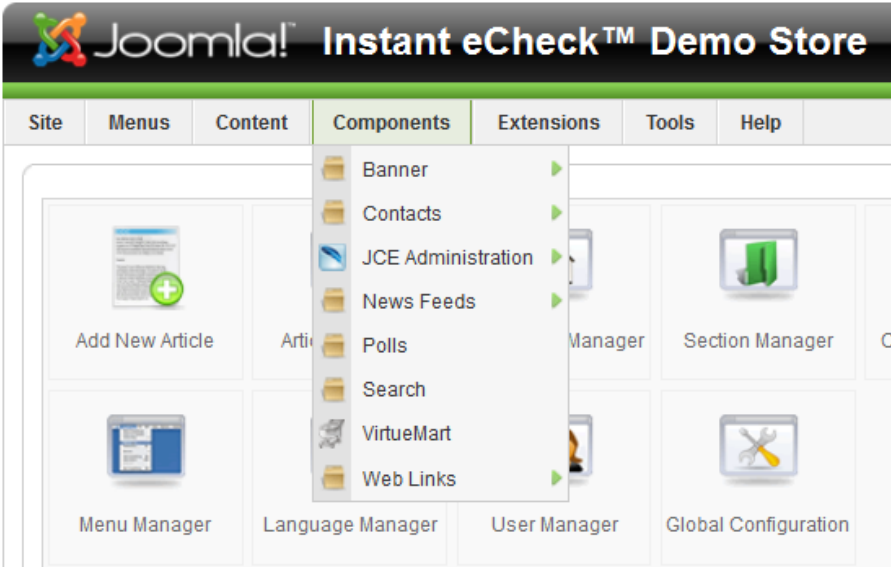 Joomla! Instant eCheck™ Demo Store
Site Menus Content Components Extensions Tools Help
Banner
Contacts
JCE Administration
News Feeds
Polls
Search
VirtueMart
Web Links
Add New Article
Manager
Section Manager
Menu Manager
Language Manager
User Manager
Global Configuration